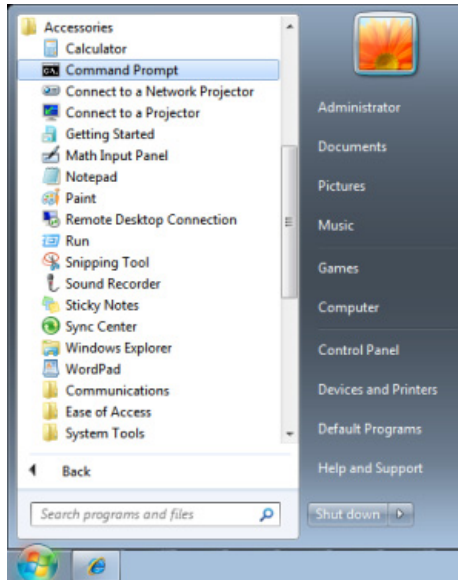 Accessories
Calculator
Command Prompt
Connect to a Network Projector
Connect to a Projector
Getting Started
Math Input Panel
Notepad
Paint
Remote Desktop Connection
Run
Snipping Tool
Sound Recorder
Sticky Notes
Sync Center
Windows Explorer
WordPad
Communications
Ease of Access
System Tools
Back
Search programs and files
Administrator
Documents
Pictures
Music
Games
Computer
Control Panel
Devices and Printers
Default Programs
Help and Support
Shut down